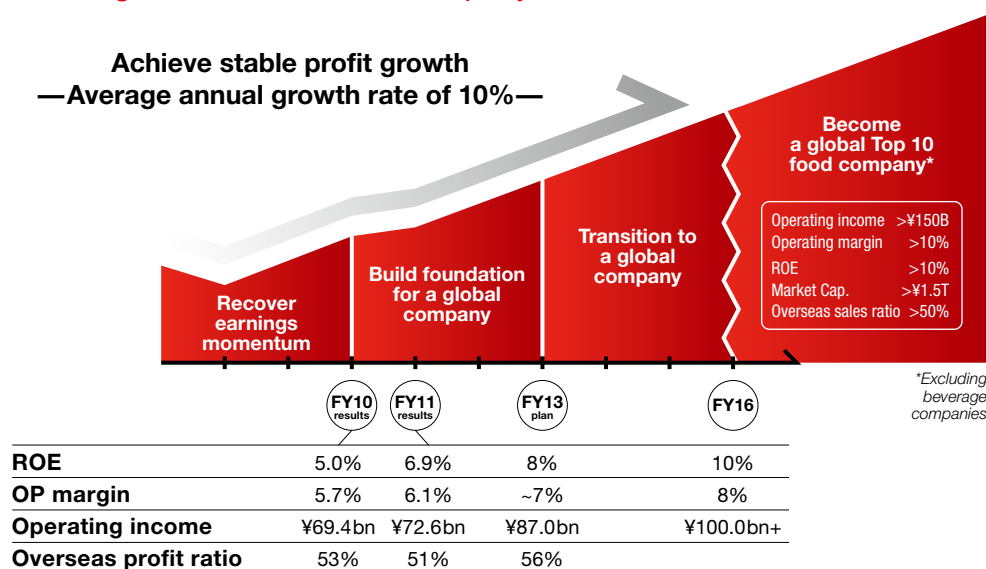 Achieve stable profit growth
—Average annual growth rate of 10%—
Become
a global Top 10
food company*
Operating income >¥150B
Operating margin >10%
ROE >10%
Market Cap. >¥1.5T
Overseas sales ratio >50%
Transition to
a global
company
Build foundation
for a global
company
Recover
earnings
momentum
*Excluding
beverage
companies
FY10
results
FY11
results
FY13
plan
FY16
ROE 5.0% 6.9% 8% 10%
OP margin 5.7% 6.1% ~7% 8%
Operating income ¥69.4bn ¥72.6bn ¥87.0bn ¥100.0bn+
Overseas profit ratio 53% 51% 56%